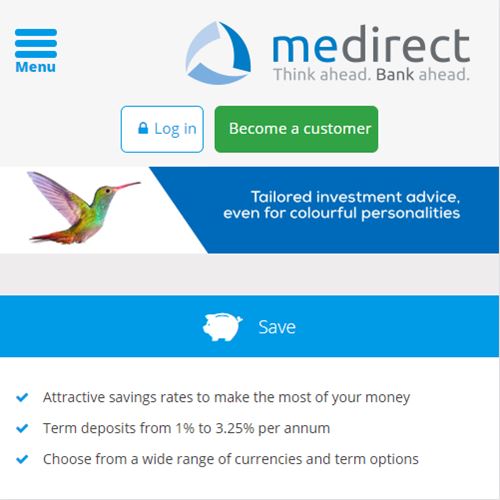 Menu
medirect
Think ahead. Bank ahead.
Log in
Become a customer
Tailored investment advice,
even for colourful personalities
Save
Attractive savings rates to make the most of your money
Term deposits from 1% to 3.25% per annum
Choose from a wide range of currencies and term options